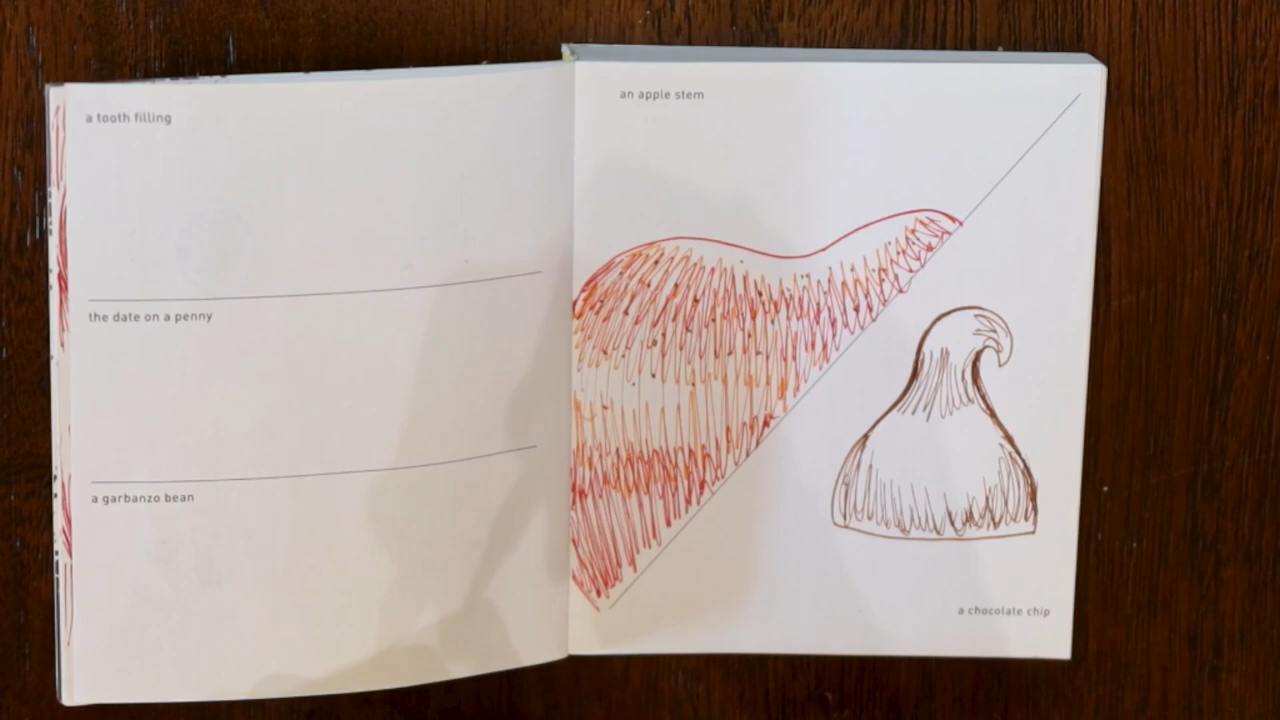 a tooth filling
the date on a penny
a garbanzo bean
an apple stem
a chocolate chip